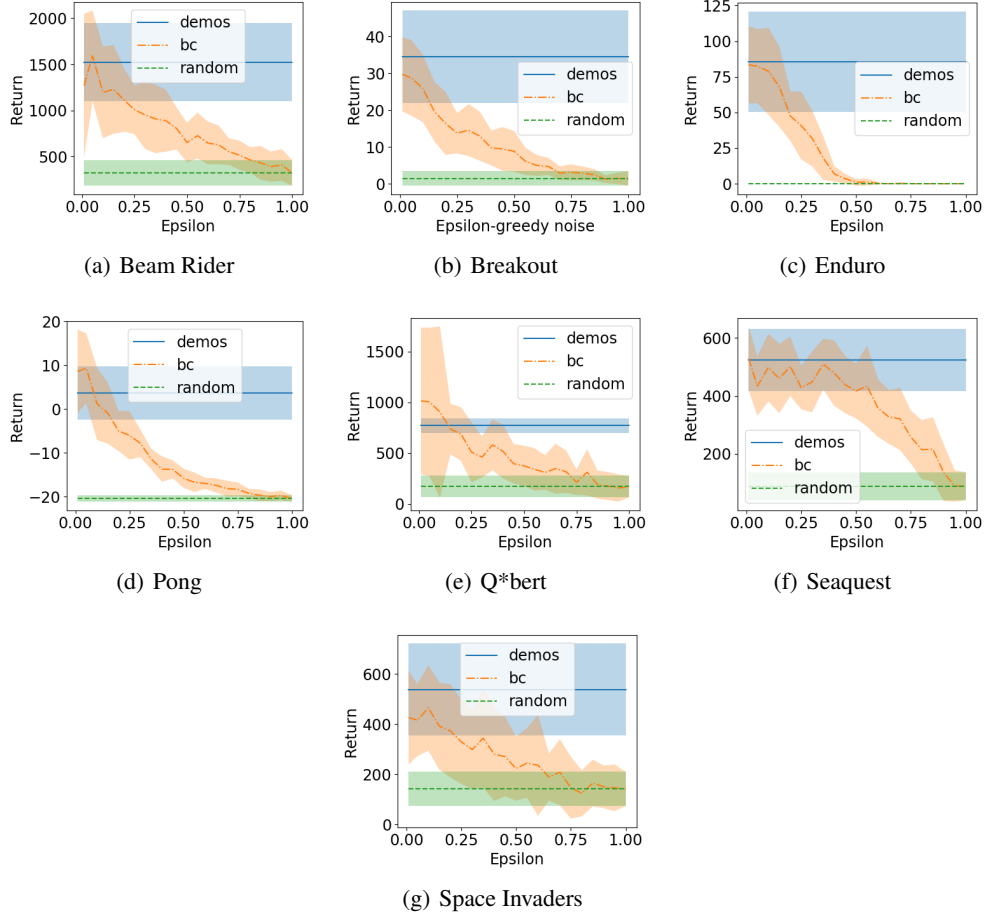 2000
1500
1000
500
Return
demos
bc
random
0.00 0.25 0.50 0.75 1.00
Epsilon
(a) Beam Rider
40
30
20
10
0
Return
demos
bc
random
0.00 0.25 0.50 0.75 1.00
Epsilon-greedy noise
(b) Breakout
125
100
75
50
25
0
Return
demos
bc
random
0.00 0.25 0.50 0.75 1.00
Epsilon
(c) Enduro
20
10
0
−10
−20
Return
demos
bc
random
0.00 0.25 0.50 0.75 1.00
Epsilon
(d) Pong
1500
1000
500
0
Return
demos
bc
random
0.00 0.25 0.50 0.75 1.00
Epsilon
(e) Q*bert
600
400
200
Return
demos
bc
random
0.00 0.25 0.50 0.75 1.00
Epsilon
(f) Seaquest
600
400
200
0
Return
demos
bc
random
0.00 0.25 0.50 0.75 1.00
Epsilon
(g) Space Invaders